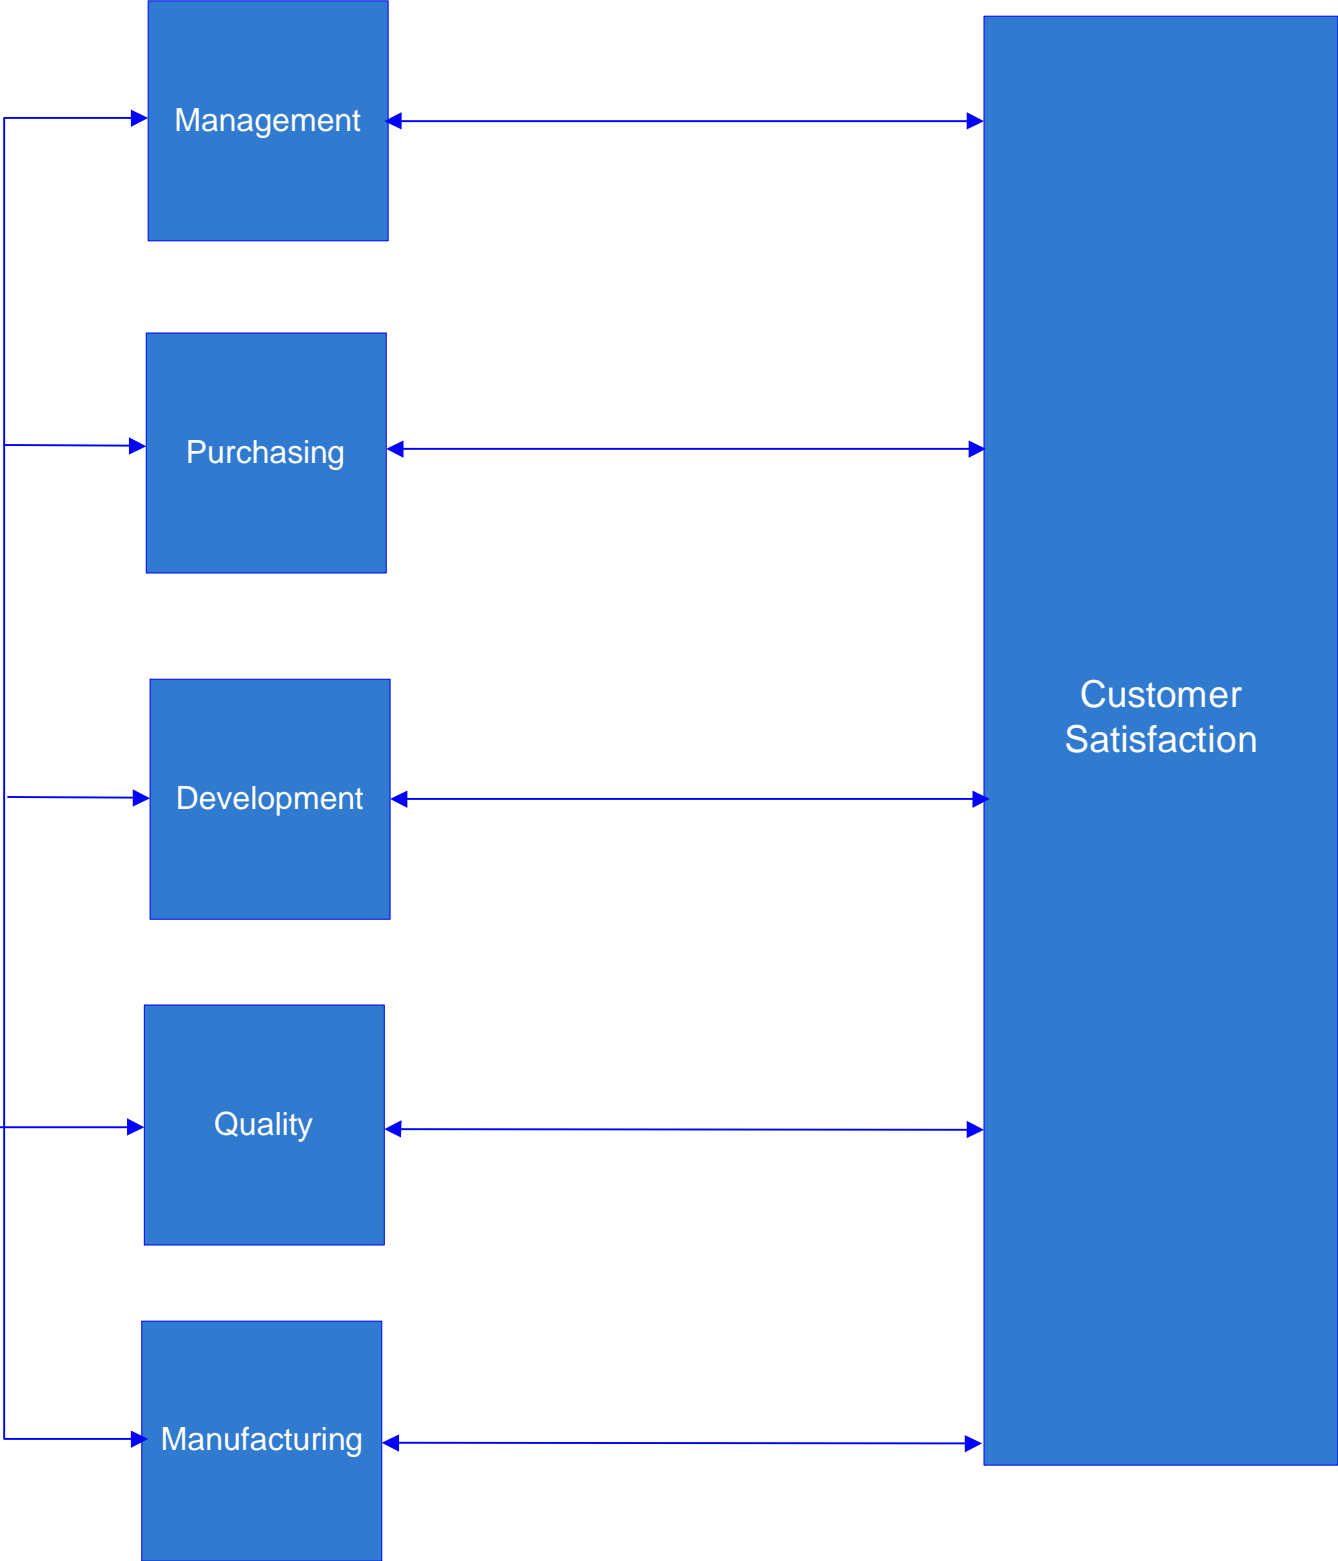 Management
Purchasing
Development
Quality
Manufacturing
Customer
Satisfaction